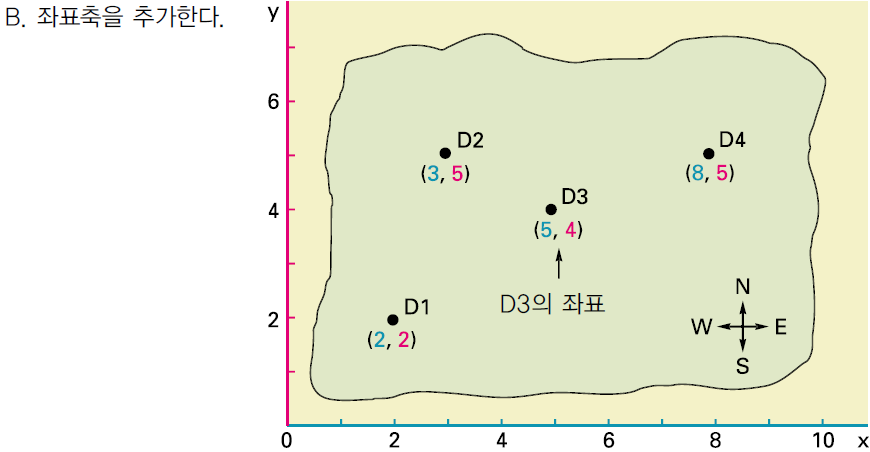 B. 좌표축을 추가한다.
y
6
D2
(3, 5)
D4
(8, 5)
4
D3
(5, 4)
D3의 좌표
N
W E
S
2
D1
(2, 2)
0 2 4 6 8 10 x